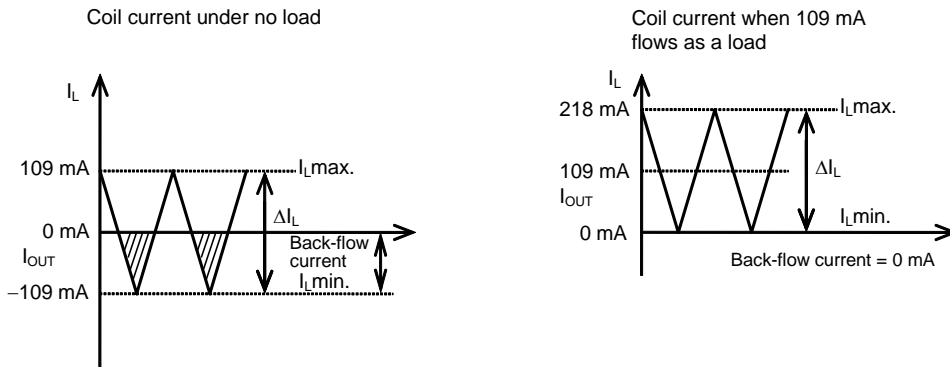 Coil current under no load
I_L
109 mA
I_Lmax.
ΔI_L
0 mA
Back-flow
current
I_OUT
I_Lmin.
−109 mA
Coil current when 109 mA
flows as a load
I_L
218 mA
I_Lmax.
109 mA
ΔI_L
I_OUT
I_Lmin.
0 mA
Back-flow current = 0 mA